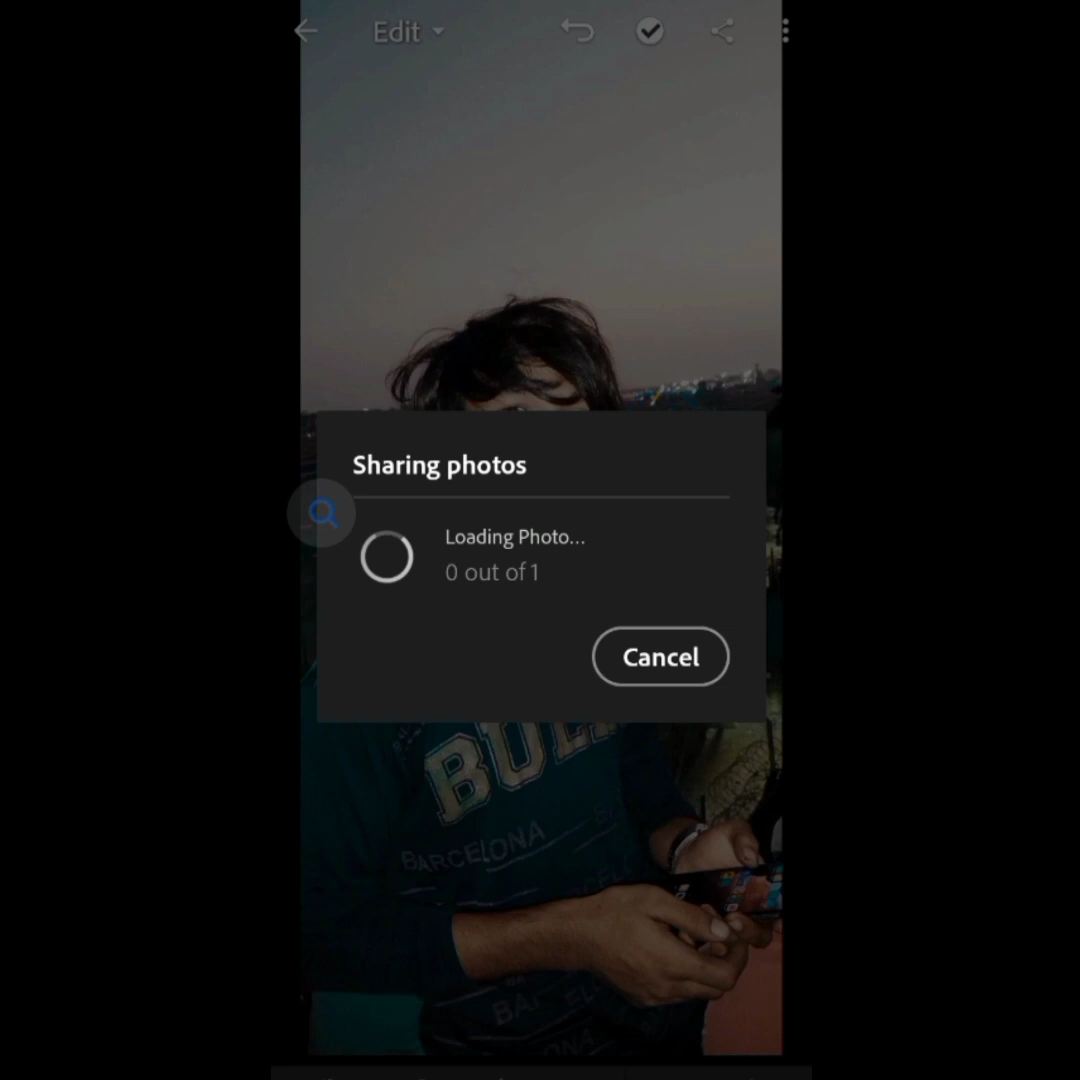 Edit
Sharing photos
Loading Photo...
0 out of 1
Cancel
BARCELONA